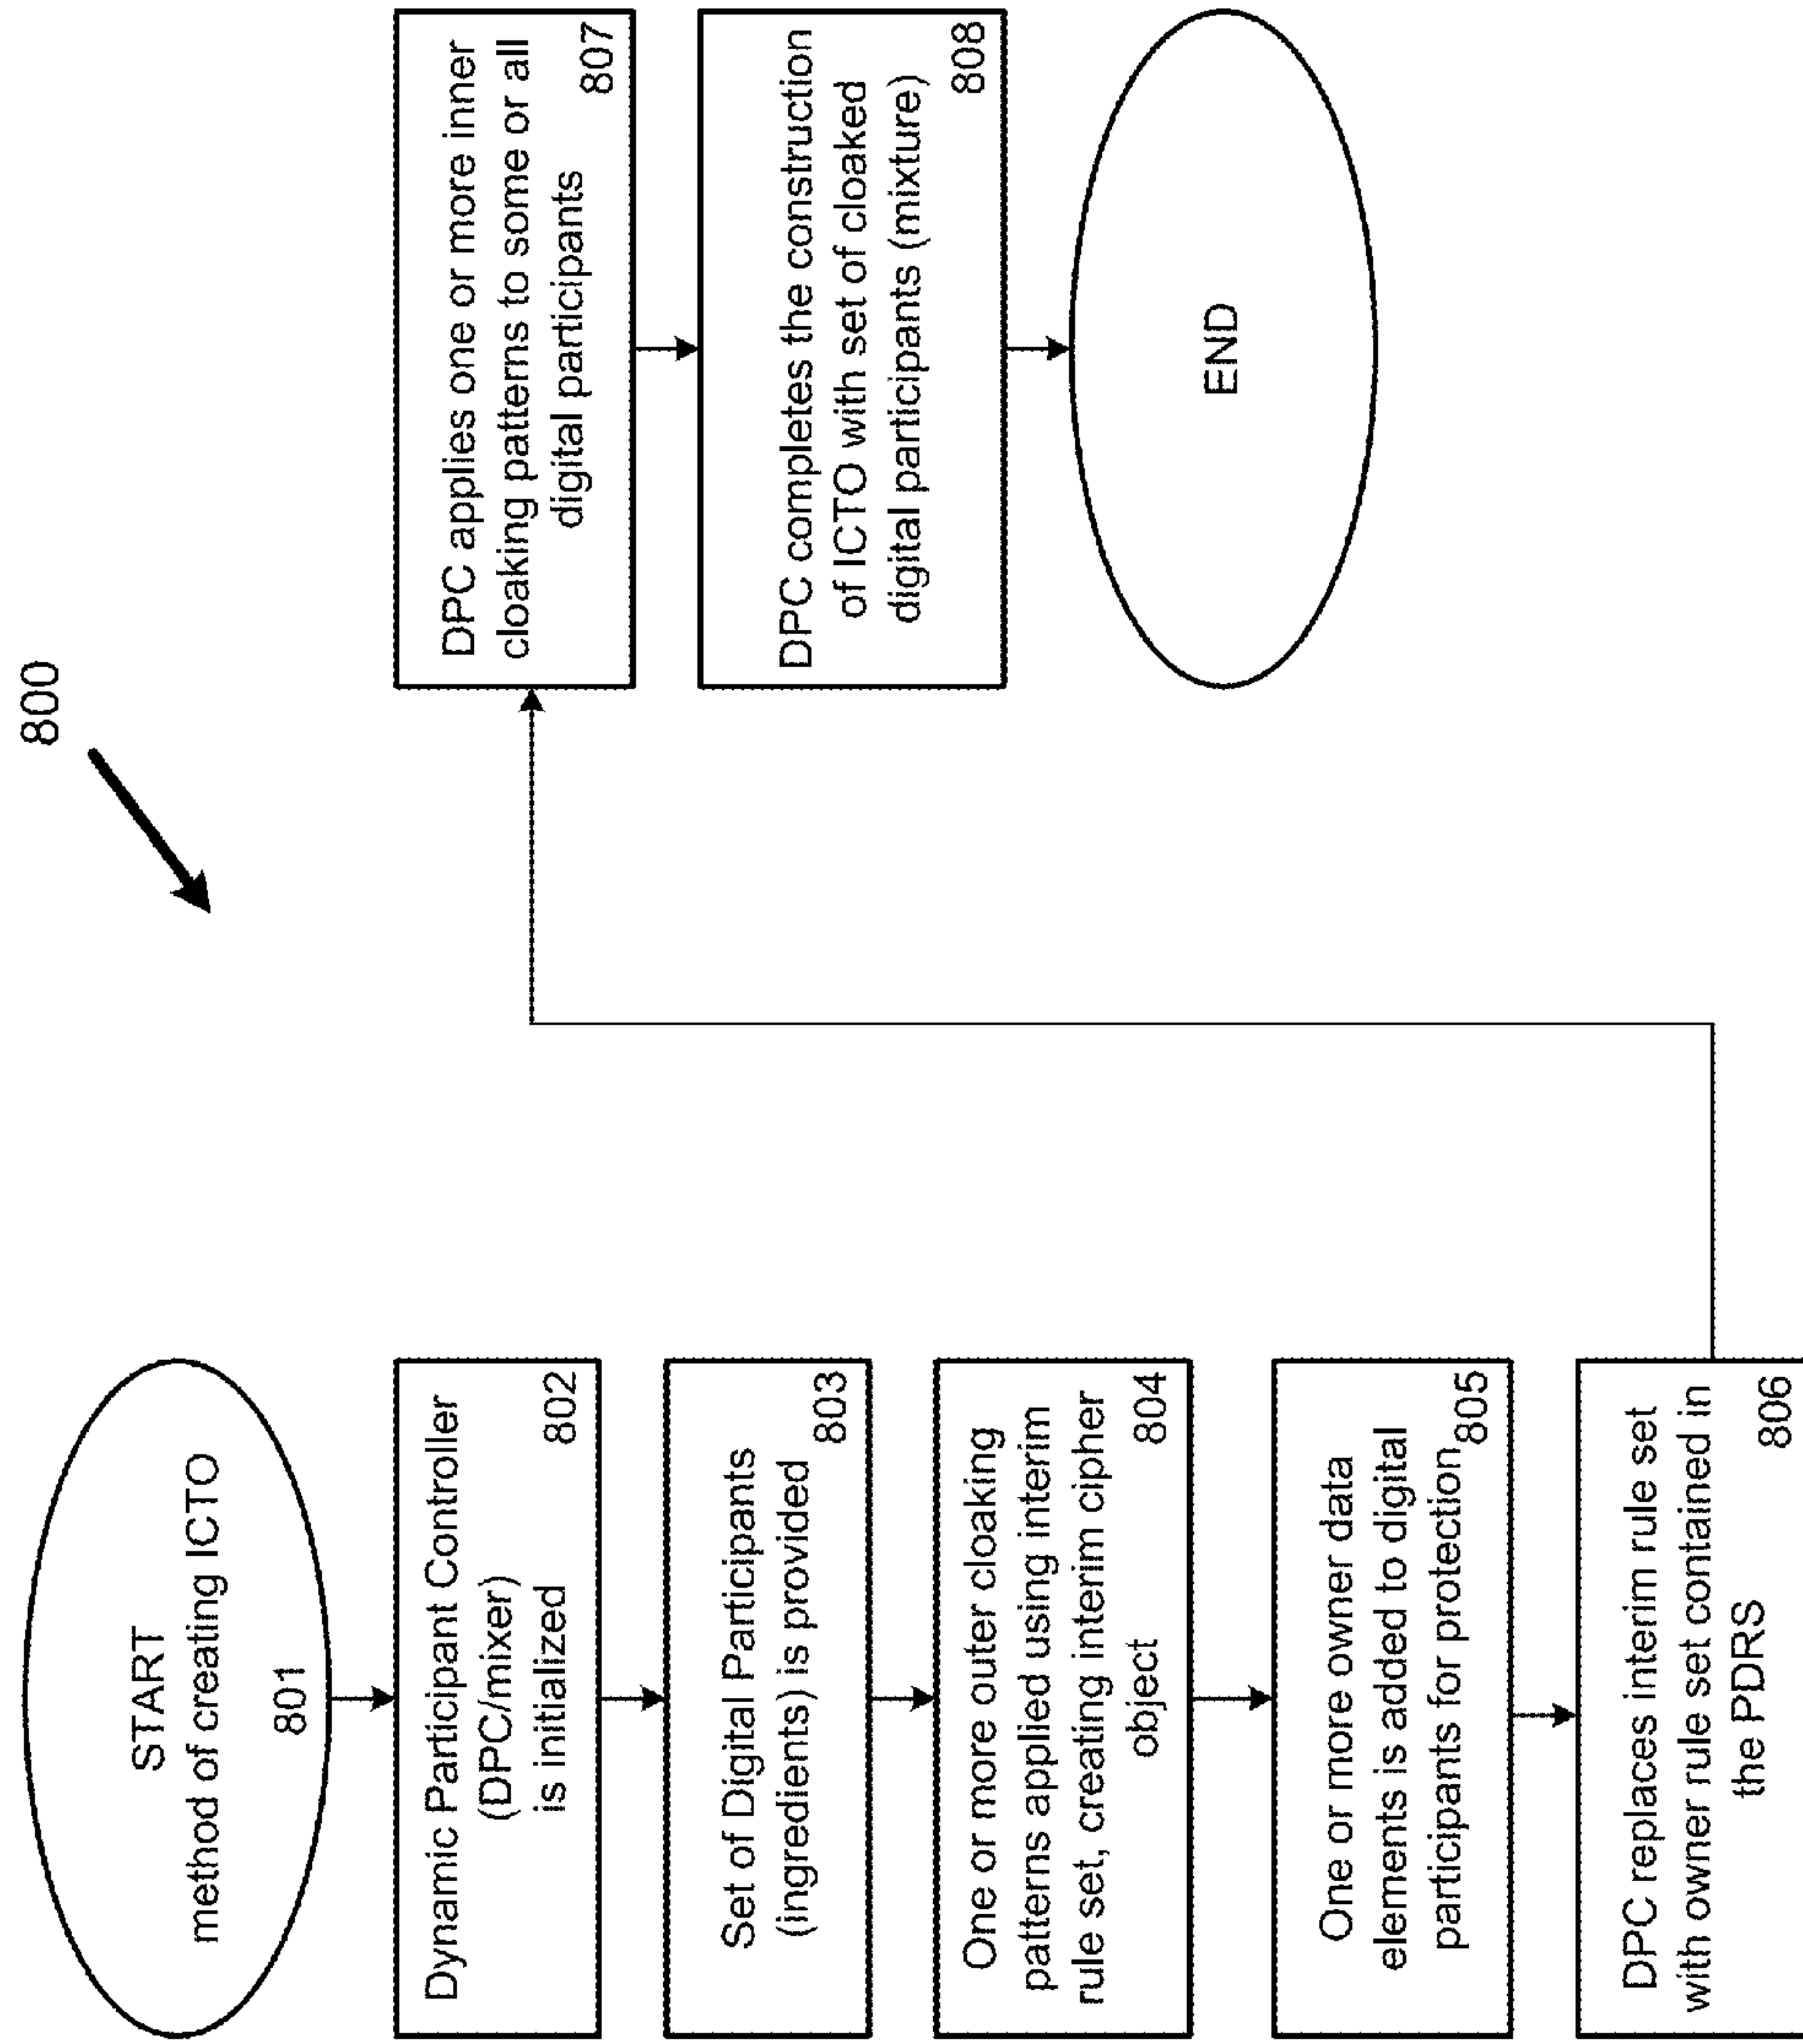 800
START
method of creating ICTO
801
Dynamic Participant Controller
(DPC/mixer)
is initialized
802
Set of Digital Participants
(ingredients) is provided
803
One or more outer cloaking
patterns applied using interim
rule set, creating interim cipher
object
804
One or more owner data
elements is added to digital
participants for protection
805
DPC replaces interim rule set
with owner rule set contained in
the PDRS
806
DPC applies one or more inner
cloaking patterns to some or all
digital participants
807
DPC completes the construction
of ICTO with set of cloaked
digital participants (mixture)
808
END